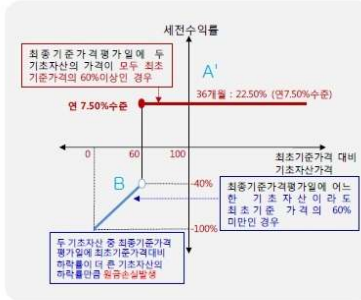 세전수익률
최종기준가격평가일에 두
기초자산의 가격이 모두 최초
기준가격의 60%이상인 경우
A'
36개월 : 22.50% (연7.50%수준)
연 7.50%수준
0
60
100
최초기준가격 대비
기초자산가격
B
-40%
최종기준가격평가일에 어느
한 기초자산이라도
최초기준 가격의 60%
미만인 경우
-100%
두 기초자산 중 최종기준가격
평가일에 최초기준가격대비
하락률이 더 큰 기초자산의
하락률만큼 원금손실발생